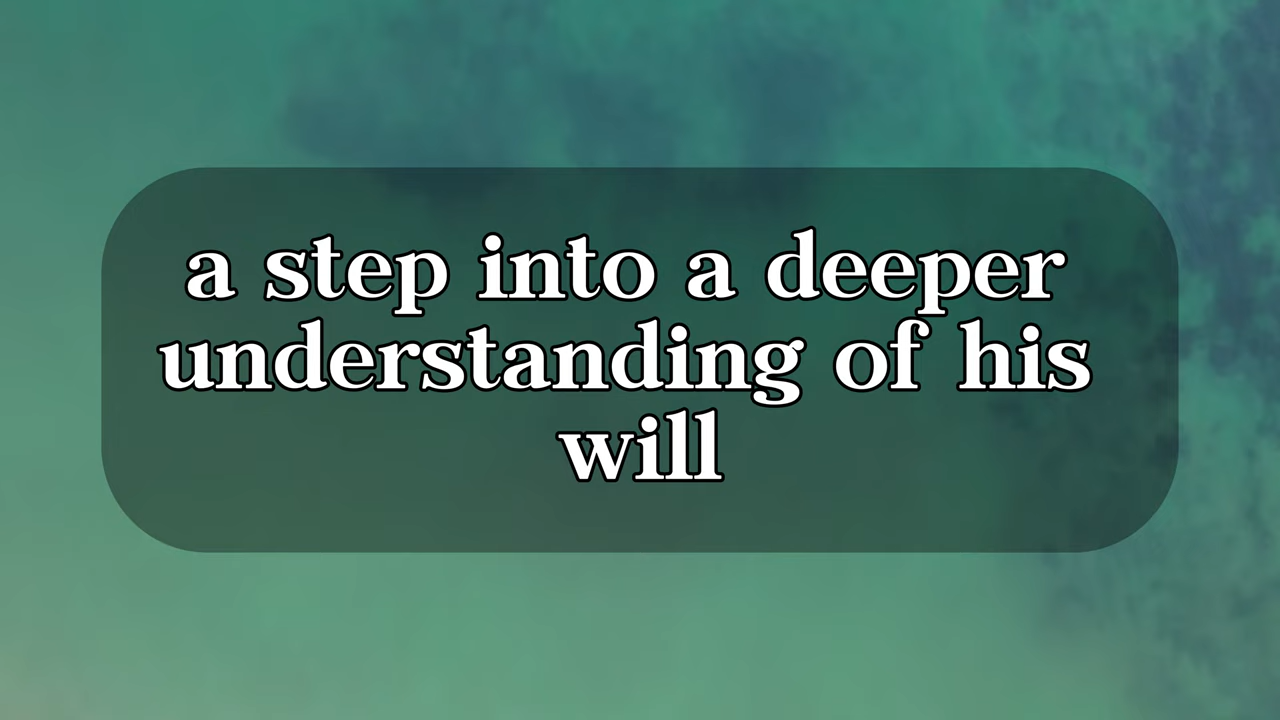 a step into a deeper
understanding of his
will